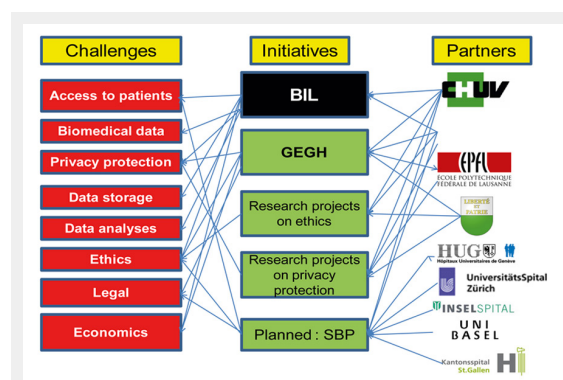 Challenges
Initiatives
Partners
Access to patients
Biomedical data
Privacy protection
Data storage
Data analyses
Ethics
Legal
Economics
BIL
GEGH
Research projects
on ethics
Research projects
on privacy
protection
Planned : SBP
CHUV
EPFL
ÉCOLE POLYTECHNIQUE
FÉDÉRALE DE LAUSANNE
LIBERTÉ
ET
PATRIE
HUG
Hôpitaux Universitaires de Genève
UniversitätsSpital
Zürich
INSELSPITAL
UNI
BASEL
Kantonsspital
St.Gallen